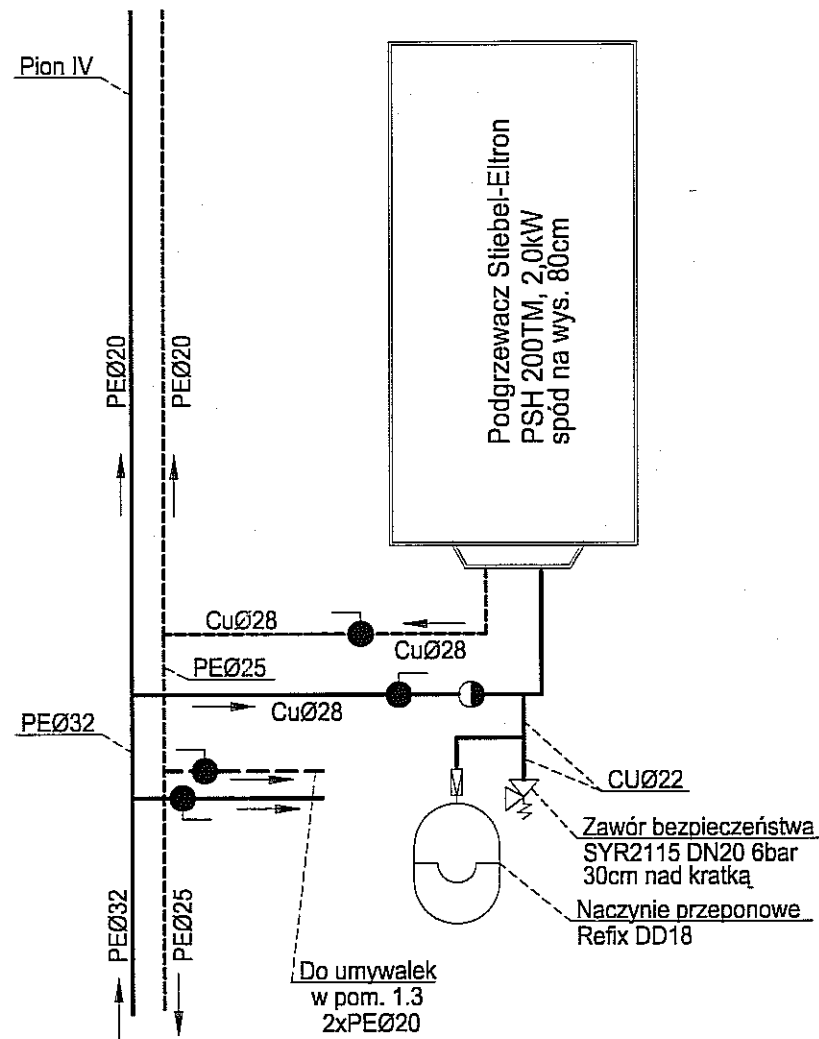 Pion IV
Podgrzewacz Stiebel-Eltron
PSH 200TM, 2,0kW
spód na wys. 80cm
PEØ20
PEØ20
CuØ28
CuØ28
PEØ25
CuØ28
PEØ32
CUØ22
Zawór bezpieczeństwa
SYR2115 DN20 6bar
30cm nad kratką
Naczynie przeponowe
Refix DD18
PEØ32
PEØ25
Do umywalek
w pom. 1.3
2xPEØ20